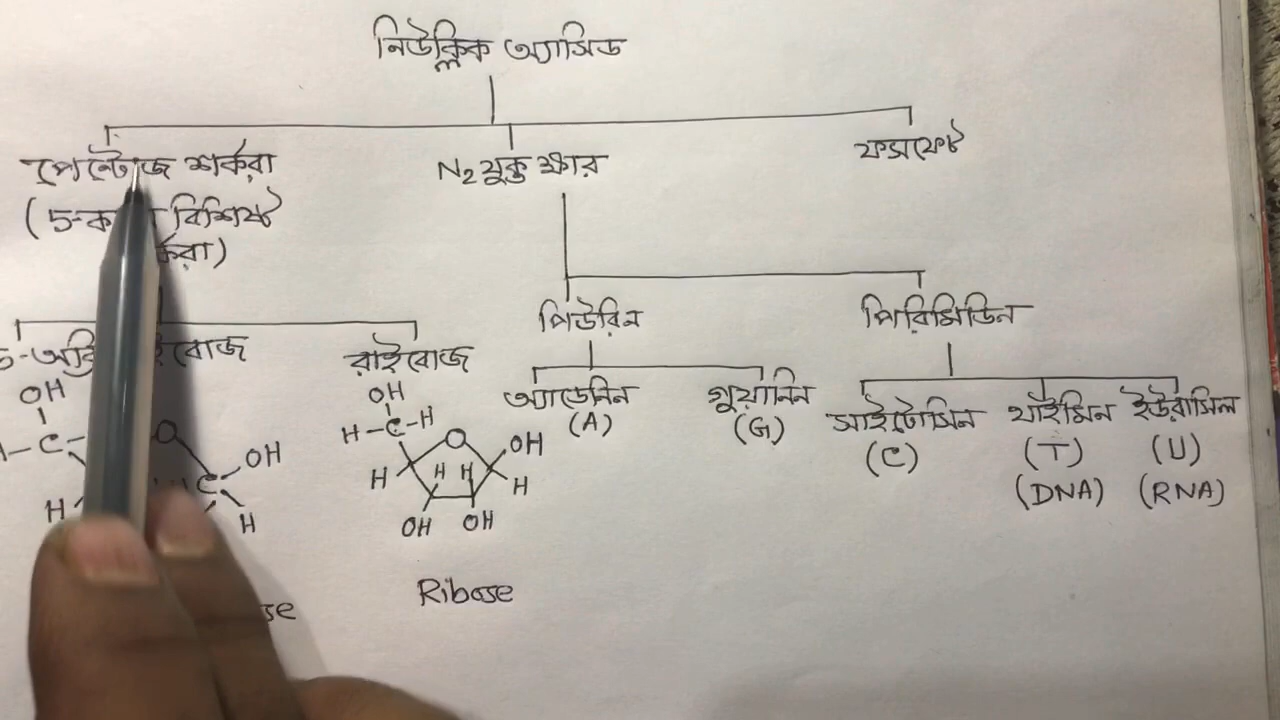 নিউক্লিক অ্যাসিড
পেন্টোজ শর্করা
N₂ যুক্ত ক্ষার
ফসফেট
(5- বিশিষ্ট
)
পিউরিন
পিরিমিডিন
রাইবোজ
অ্যাডেনিন
(A)
গুয়ানিন
(G)
সাইটোসিন
(C)
থাইমিন
(T)
(DNA)
ইউরাসিল
(U)
(RNA)
OH
C
H
O
C
OH
H
OH
H-C-H
O
OH
H
H
H
H
OH
OH
Ribose